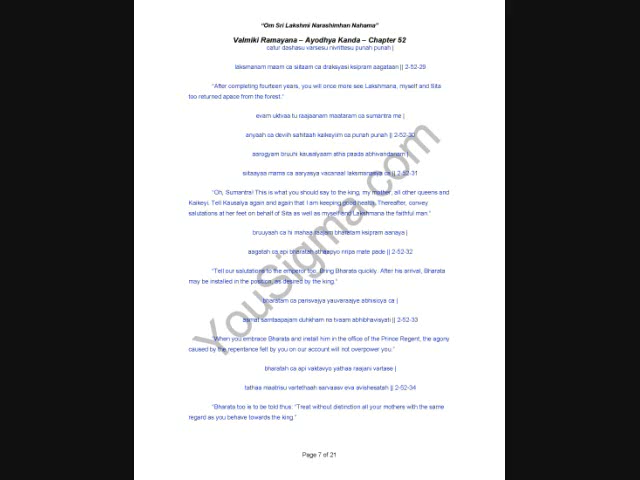 “Om Sri Lakshmi Narashimhan Nahama”
Valmiki Ramayana – Ayodhya Kanda – Chapter 52
catur dashasu varsesu nivrittesu punah punah |
laksmanam maam ca siitaam ca draksyasi ksipram aagataan || 2-52-29
“After completing fourteen years, you will once more see Lakshmana, myself and Sita
too returned apace from the forest.”
evam uktvaa tu raajaanam maataram ca sumantra me |
anyaah ca deviih sahitaah kaikeyiim ca punah punah || 2-52-30
aarogyam bruuhi kausalyaam atha paada abhivandanam |
siitaayaa mama ca aaryasya vacanaal laksmanasya ca || 2-52-31
“Oh, Sumantra! This is what you should say to the king, my mother, all other queens and
Kaikeyi. Tell Kausalya again and again that I am keeping good health. Thereafter, convey
salutations at her feet on behalf of Sita as well as myself and Lakshmana the faithful man.”
bruuyaah ca hi mahaaraajam bharatam ksipram aanaya |
aagatah ca api bharatah sthaapyo nripa mate pade || 2-52-32
“Tell our salutations to the emperor too. Bring Bharata quickly. After his arrival, Bharata
may be installed in the position, as desired by the king.”
bharatam ca parisvajya yauvaraajye abhisicya ca |
asmat samtaapajam duhkham na tvaam abhibhavisyati || 2-52-33
“When you embrace Bharata and install him in the office of the Prince Regent, the agony
caused by the repentance felt by you on our account will not overpower you.”
bharatah ca api vaktavyo yathaa raajani vartase |
tathaa maatrisu vartethaah sarvaasv eva avishesatah || 2-52-34
“Bharata too is to be told thus: “Treat without distinction all your mothers with the same
regard as you behave towards the king.”
Page 7 of 21
YouSigma.com